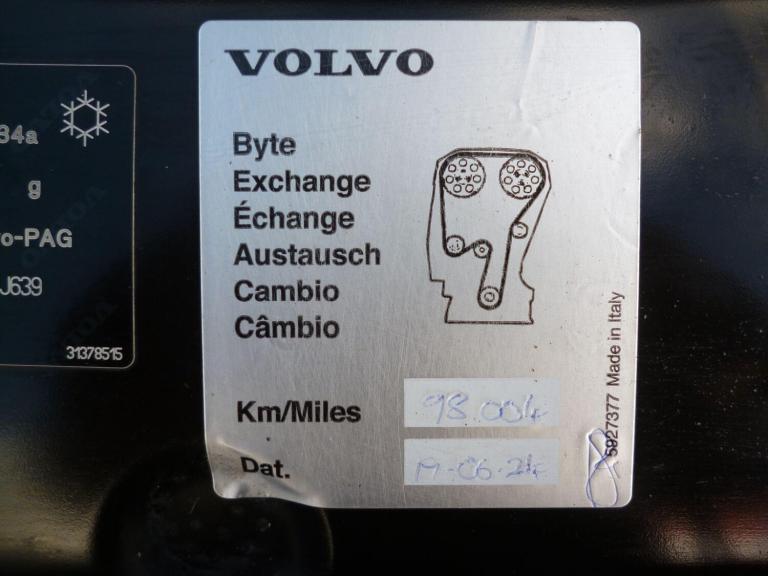 34a
g
vo-PAG
J639
31378515
VOLVO
Byte
Exchange
Échange
Austausch
Cambio
Câmbio
Km/Miles 98.004
Dat. 19-06-24
5927377 Made in Italy